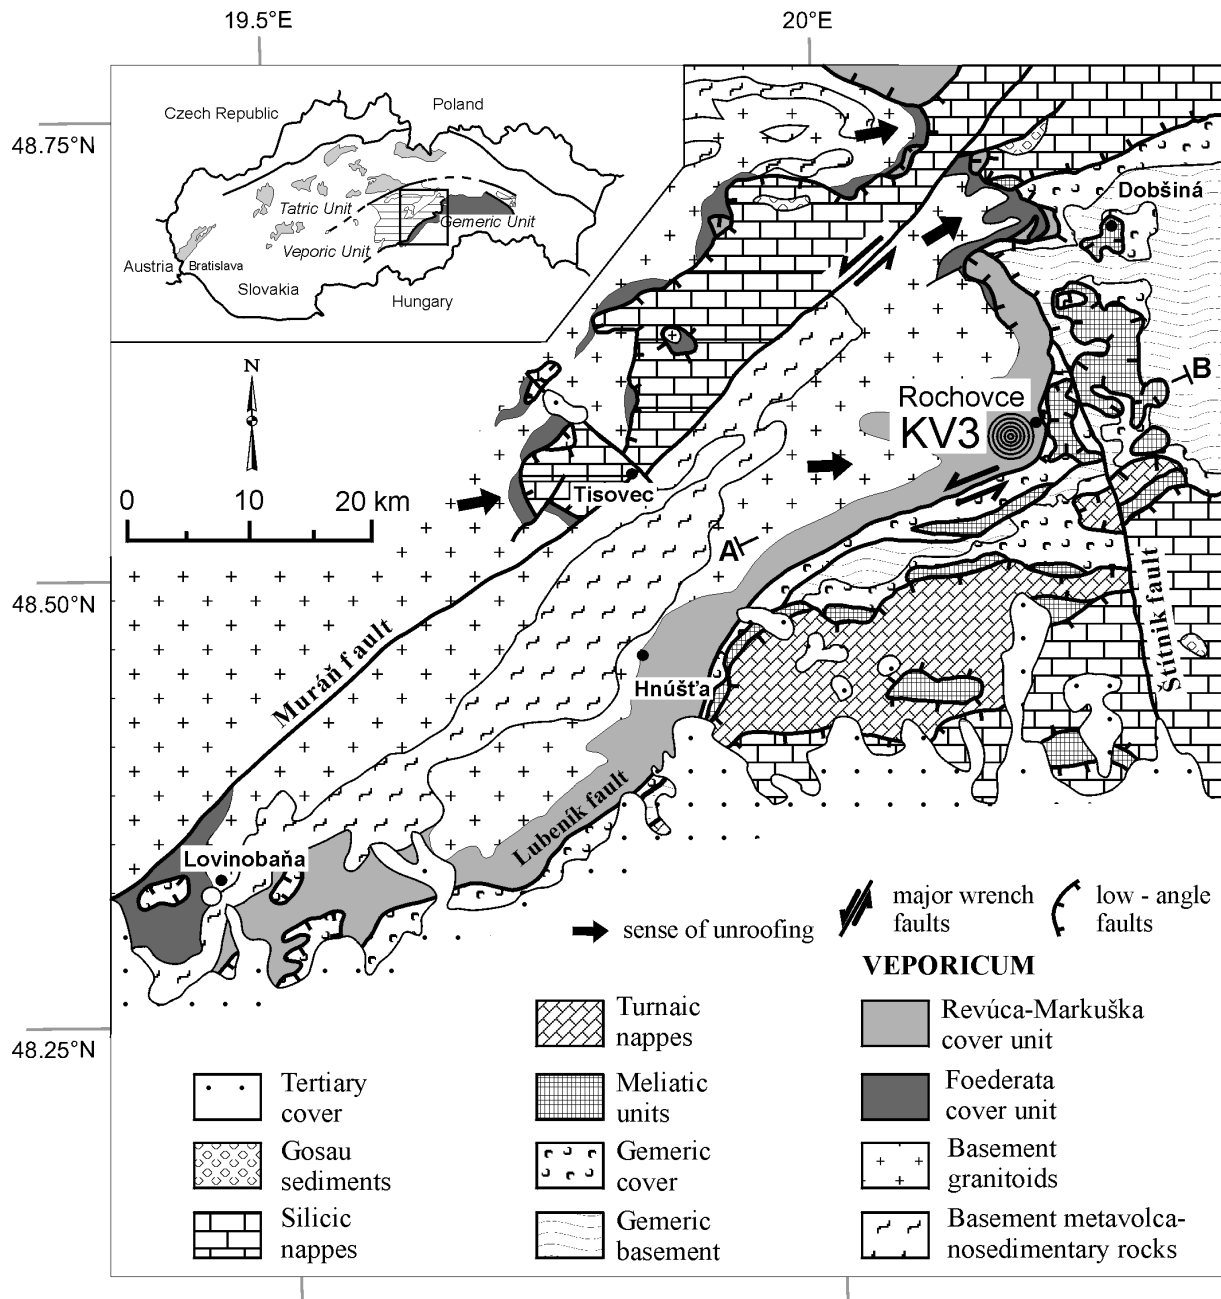 19.5°E
20°E
48.75°N
48.50°N
48.25°N
Czech Republic
Poland
Tatric Unit
Gemeric Unit
Veporic Unit
Austria
Bratislava
Slovakia
Hungary
N
0 10 20 km
Dobšiná
B
Rochovce
KV3
Tisovec
A
Muráň fault
Štítnik fault
Hnúšťa
Lubeník fault
Lovinobaňa
sense of unroofing
major wrench
faults
low - angle
faults
VEPORICUM
Tertiary
cover
Gosau
sediments
Silicic
nappes
Turnaic
nappes
Meliatic
units
Gemeric
cover
Gemeric
basement
Revúca-Markuška
cover unit
Foederata
cover unit
Basement
granitoids
Basement metavolca-
nosedimentary rocks